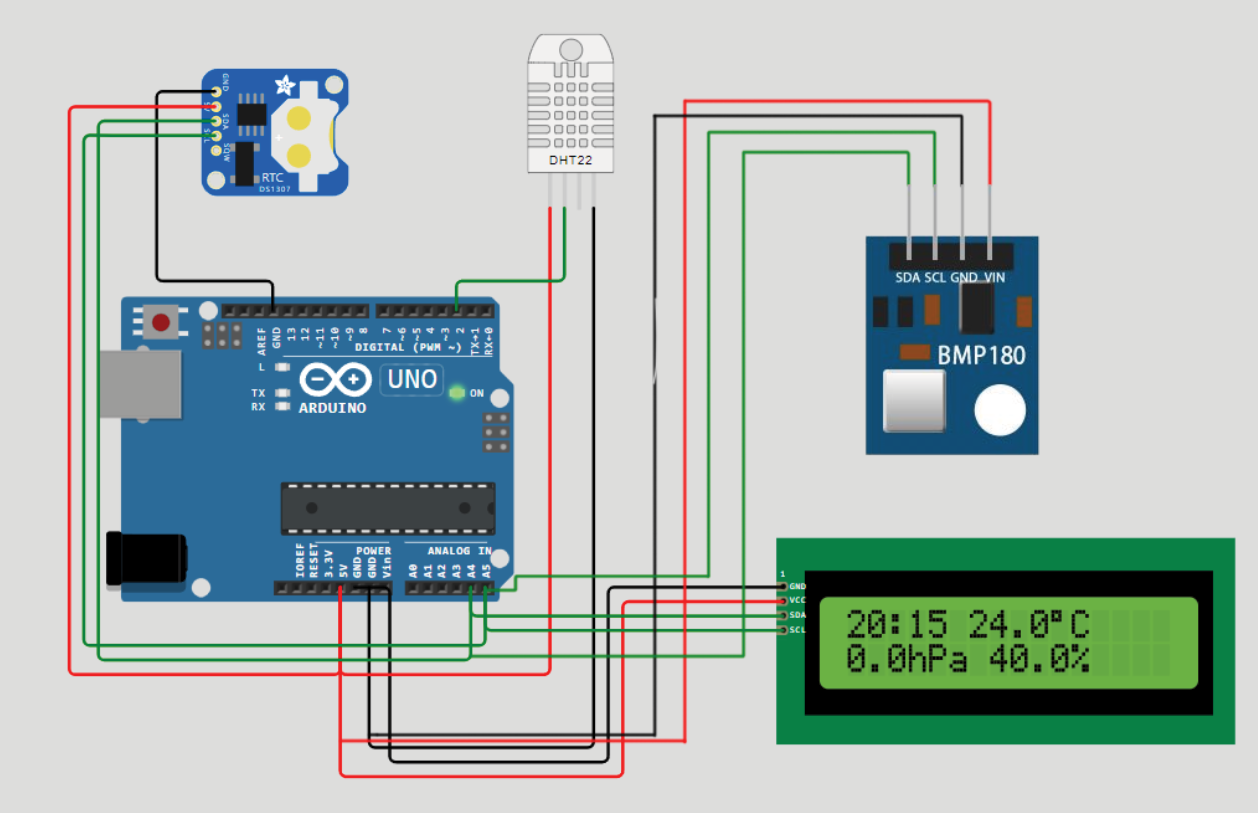 GND
5V
SDA
SCL
SQW
RTC
DS1307
DHT22
SDA SCL GND VIN
BMP180
AREF
GND
13
12
~11
~10
~9
8
7
~6
~5
4
~3
2
TX→1
RX←0
DIGITAL (PWM ~)
L
TX
RX
UNO
ON
ARDUINO
IOREF
RESET
3.3V
5V
GND
GND
Vin
POWER
ANALOG IN
A0
A1
A2
A3
A4
A5
1
GND
VCC
SDA
SCL
20:15 24.0°C
0.0hPa 40.0%